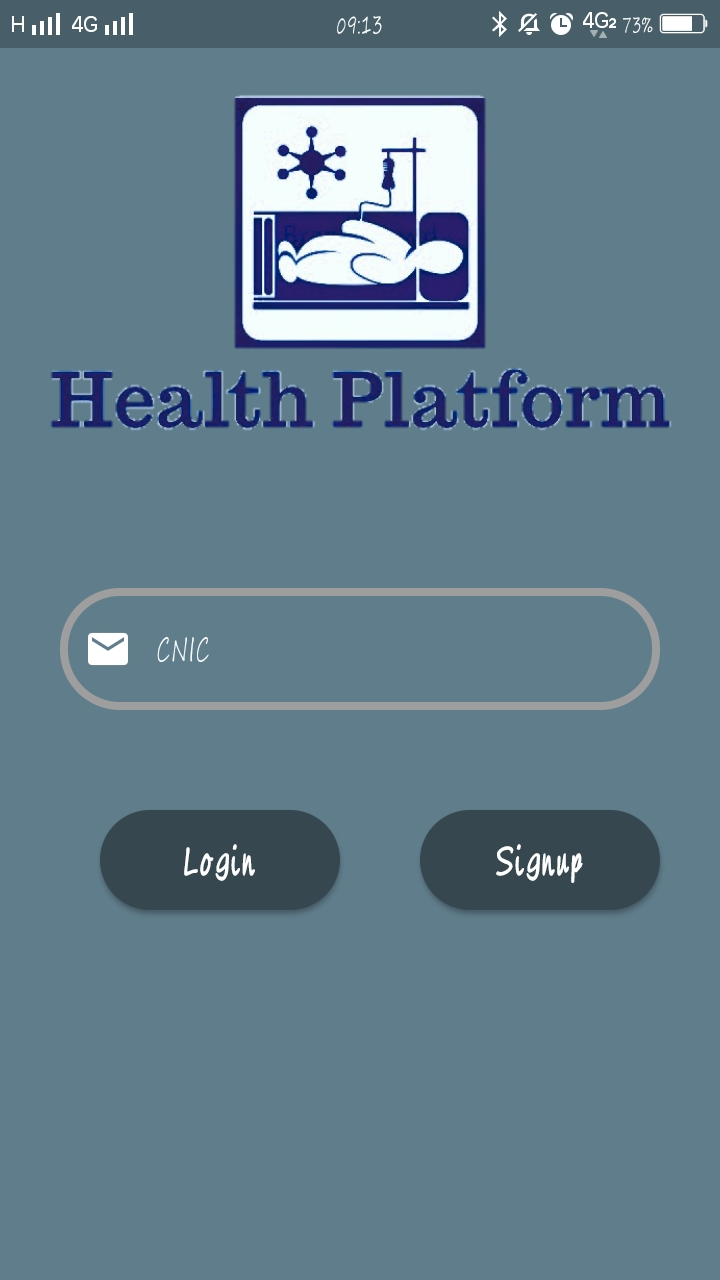 H 4G 09:13 4G2 73%
Health Platform
CNIC
Login Signup